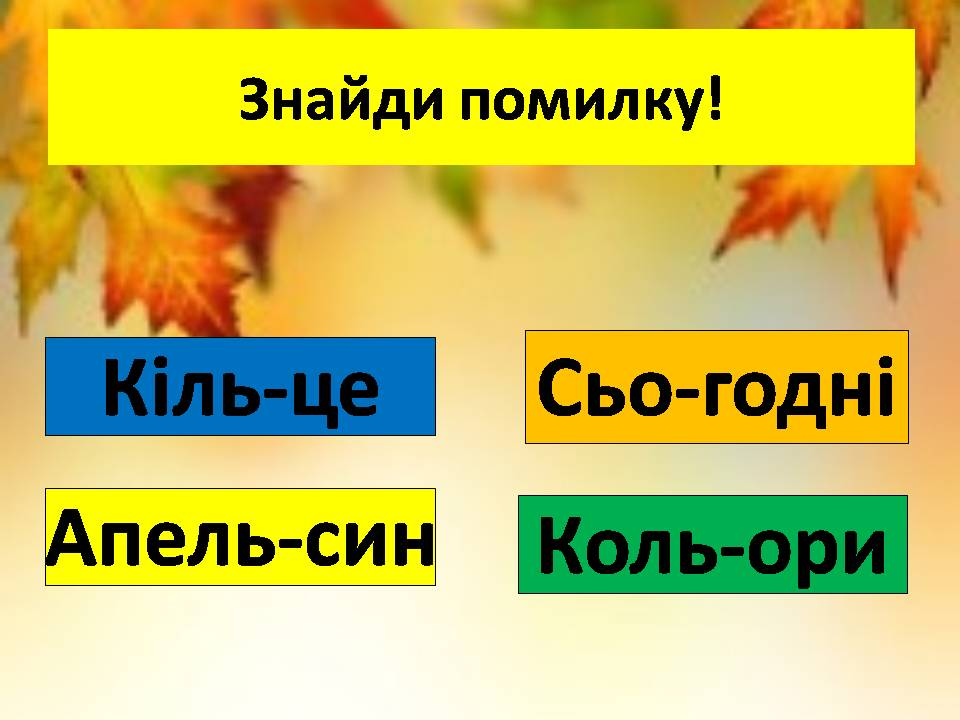 Знайди помилку!
Кіль-це
Сьо-годні
Апель-син
Коль-ори